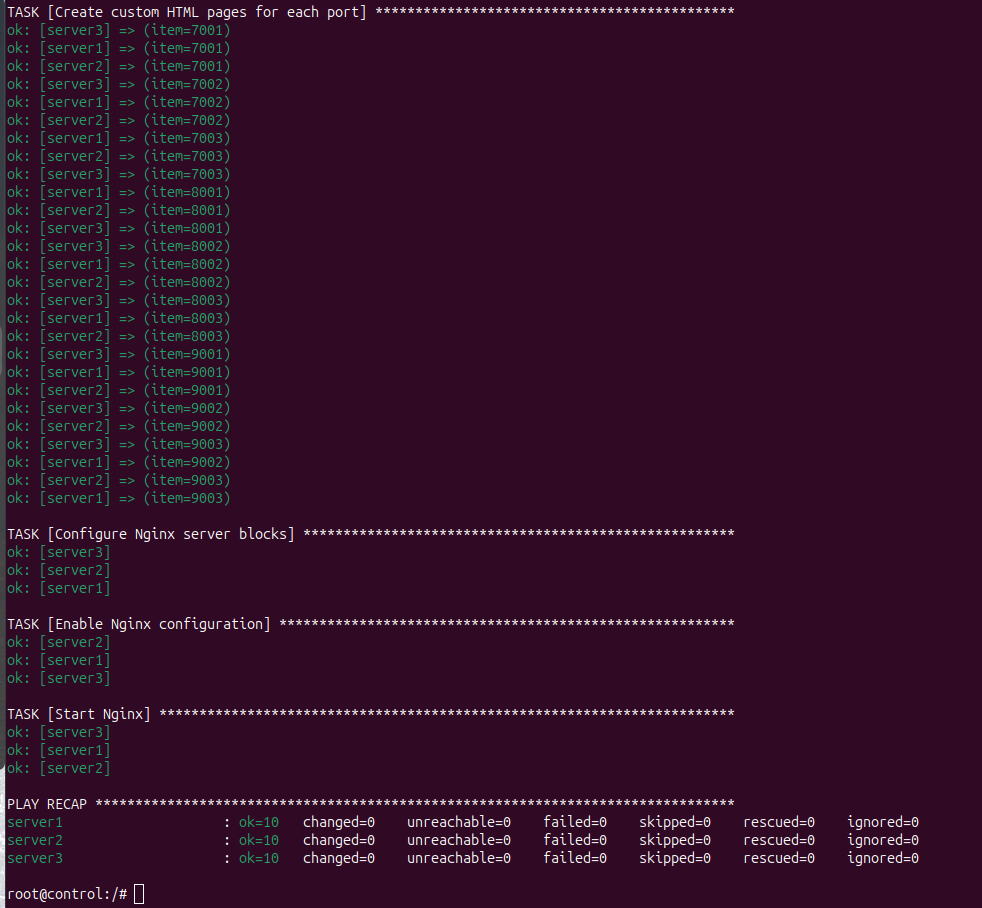 TASK [Create custom HTML pages for each port] *********************************************
ok: [server3] => (item=7001)
ok: [server1] => (item=7001)
ok: [server2] => (item=7001)
ok: [server3] => (item=7002)
ok: [server1] => (item=7002)
ok: [server2] => (item=7002)
ok: [server1] => (item=7003)
ok: [server2] => (item=7003)
ok: [server3] => (item=7003)
ok: [server1] => (item=8001)
ok: [server2] => (item=8001)
ok: [server3] => (item=8001)
ok: [server3] => (item=8002)
ok: [server1] => (item=8002)
ok: [server2] => (item=8002)
ok: [server3] => (item=8003)
ok: [server1] => (item=8003)
ok: [server2] => (item=8003)
ok: [server3] => (item=9001)
ok: [server1] => (item=9001)
ok: [server2] => (item=9001)
ok: [server3] => (item=9002)
ok: [server2] => (item=9002)
ok: [server3] => (item=9003)
ok: [server1] => (item=9002)
ok: [server2] => (item=9003)
ok: [server1] => (item=9003)
TASK [Configure Nginx server blocks] ******************************************************
ok: [server3]
ok: [server2]
ok: [server1]
TASK [Enable Nginx configuration] *********************************************************
ok: [server2]
ok: [server1]
ok: [server3]
TASK [Start Nginx] ************************************************************************
ok: [server3]
ok: [server1]
ok: [server2]
PLAY RECAP ********************************************************************************
server1                    : ok=10   changed=0    unreachable=0    failed=0    skipped=0    rescued=0    ignored=0
server2                    : ok=10   changed=0    unreachable=0    failed=0    skipped=0    rescued=0    ignored=0
server3                    : ok=10   changed=0    unreachable=0    failed=0    skipped=0    rescued=0    ignored=0
root@control:/#